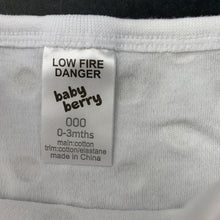 LOW FIRE
DANGER
baby
berry
000
0-3mths
main:cotton
trim:cotton/elastane
made in China